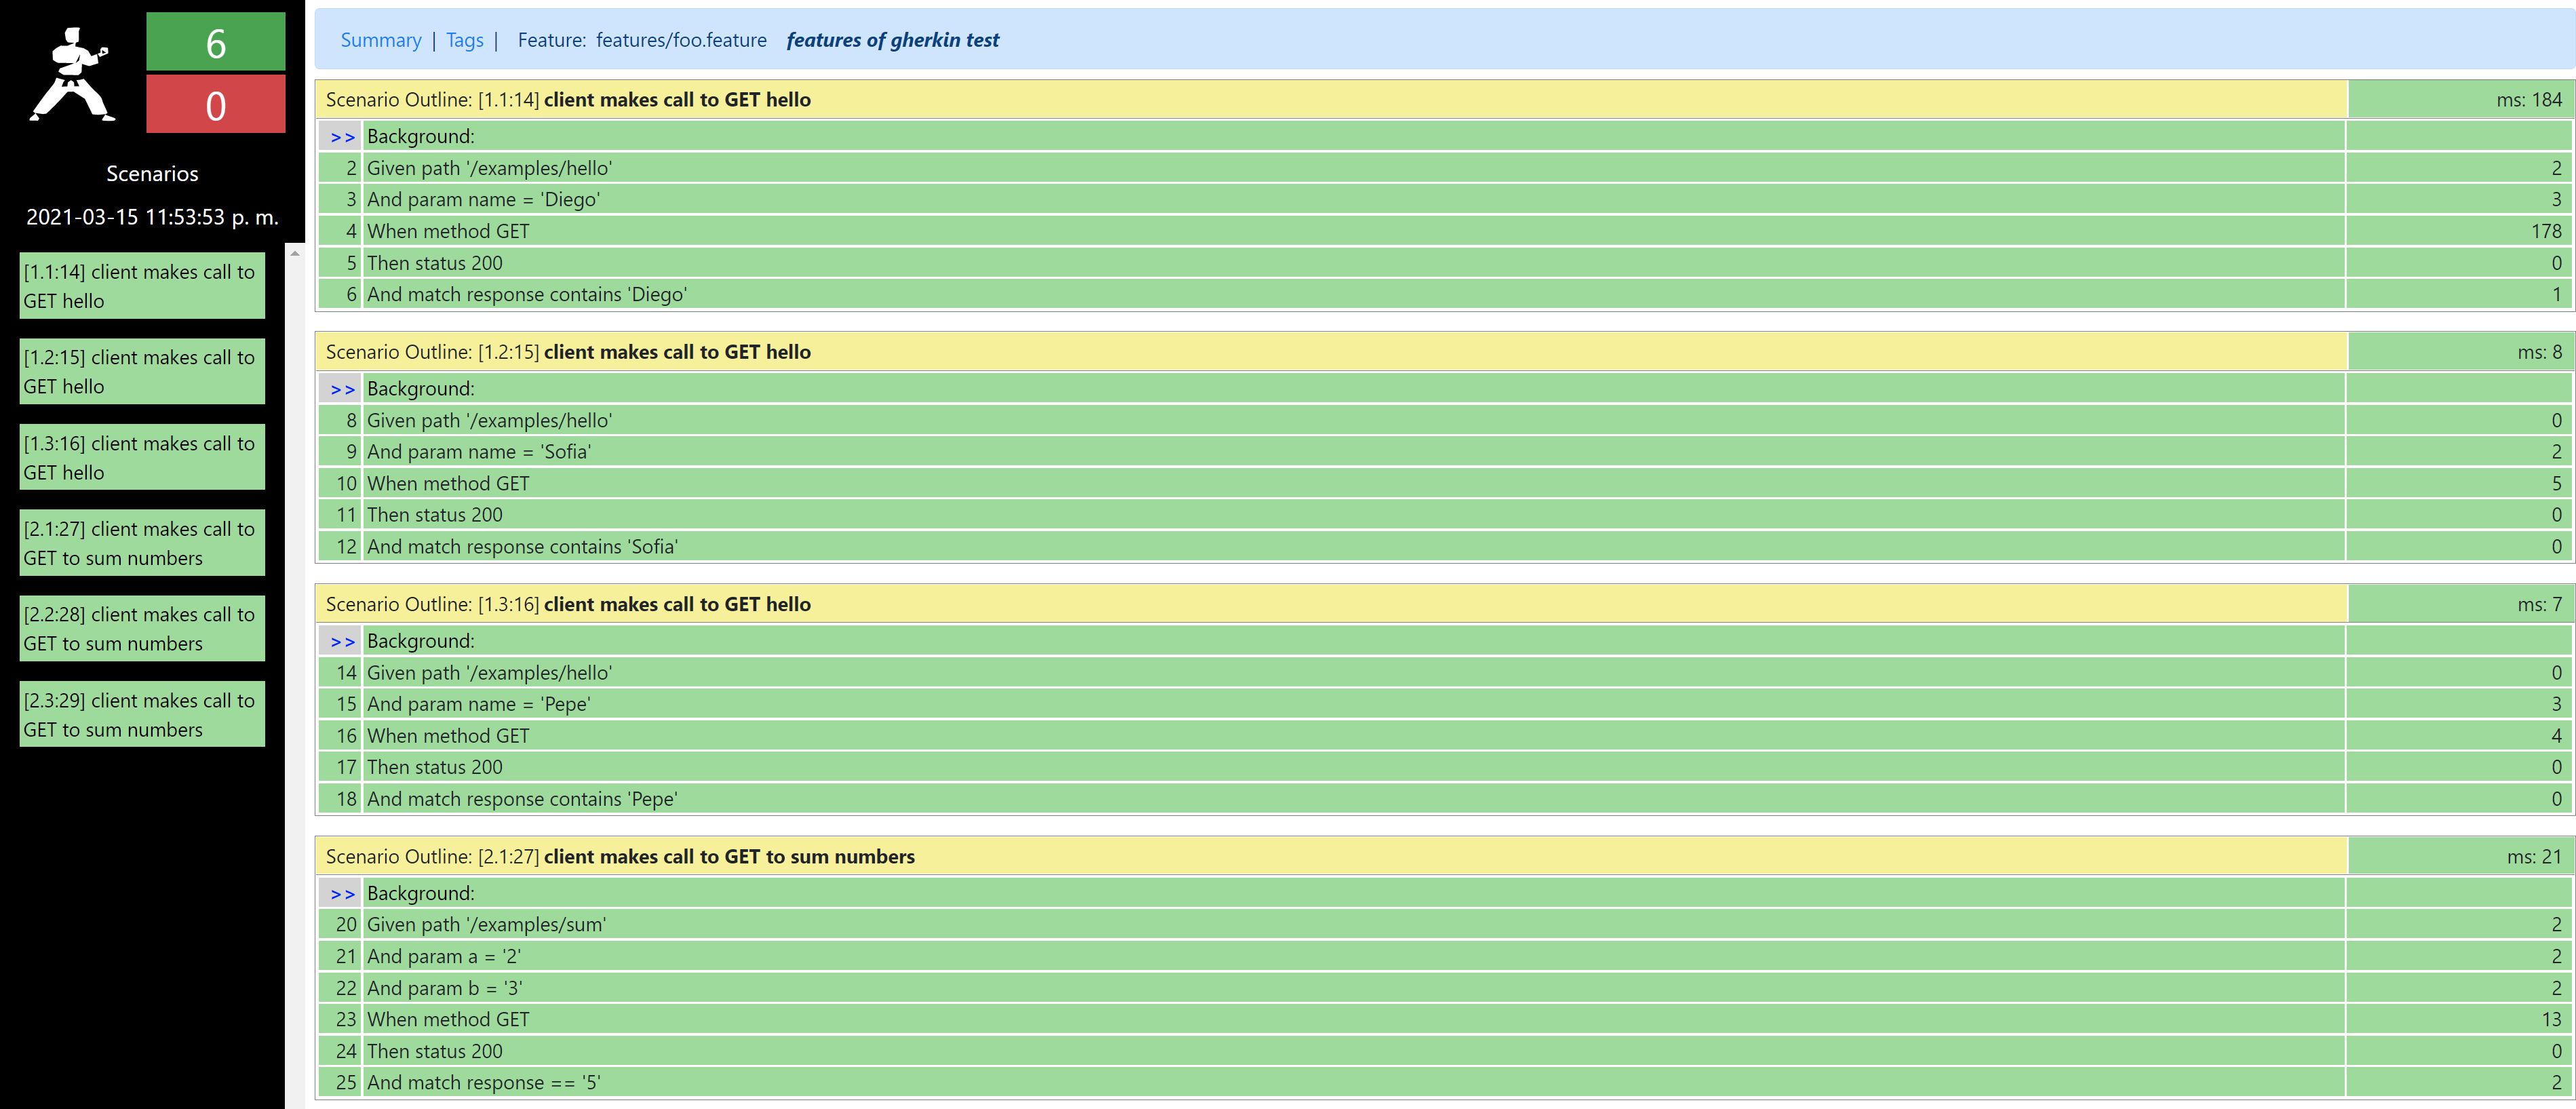 6
0
Scenarios
2021-03-15 11:53:53 p. m.
[1.1:14] client makes call to
GET hello
[1.2:15] client makes call to
GET hello
[1.3:16] client makes call to
GET hello
[2.1:27] client makes call to
GET to sum numbers
[2.2:28] client makes call to
GET to sum numbers
[2.3:29] client makes call to
GET to sum numbers
Summary | Tags | Feature: features/foo.feature features of gherkin test
Scenario Outline: [1.1:14] client makes call to GET hello ms: 184
>> Background:
2 Given path '/examples/hello' 2
3 And param name = 'Diego' 3
4 When method GET 178
5 Then status 200 0
6 And match response contains 'Diego' 1
Scenario Outline: [1.2:15] client makes call to GET hello ms: 8
>> Background:
8 Given path '/examples/hello' 0
9 And param name = 'Sofia' 2
10 When method GET 5
11 Then status 200 0
12 And match response contains 'Sofia' 0
Scenario Outline: [1.3:16] client makes call to GET hello ms: 7
>> Background:
14 Given path '/examples/hello' 0
15 And param name = 'Pepe' 3
16 When method GET 4
17 Then status 200 0
18 And match response contains 'Pepe' 0
Scenario Outline: [2.1:27] client makes call to GET to sum numbers ms: 21
>> Background:
20 Given path '/examples/sum' 2
21 And param a = '2' 2
22 And param b = '3' 2
23 When method GET 13
24 Then status 200 0
25 And match response == '5' 2